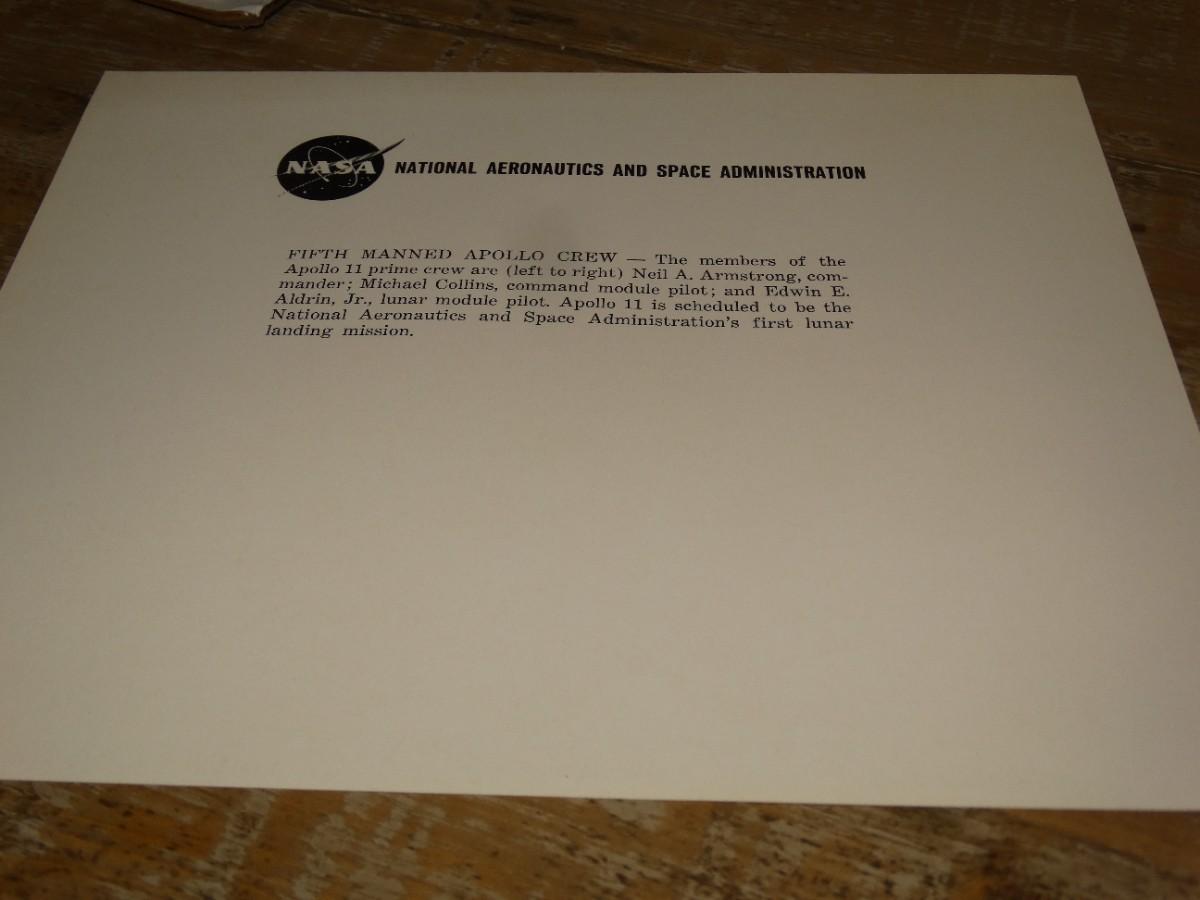 NASA NATIONAL AERONAUTICS AND SPACE ADMINISTRATION
FIFTH MANNED APOLLO CREW — The members of the
Apollo 11 prime crew are (left to right) Neil A. Armstrong, com-
mander; Michael Collins, command module pilot; and Edwin E.
Aldrin, Jr., lunar module pilot. Apollo 11 is scheduled to be the
National Aeronautics and Space Administration's first lunar
landing mission.